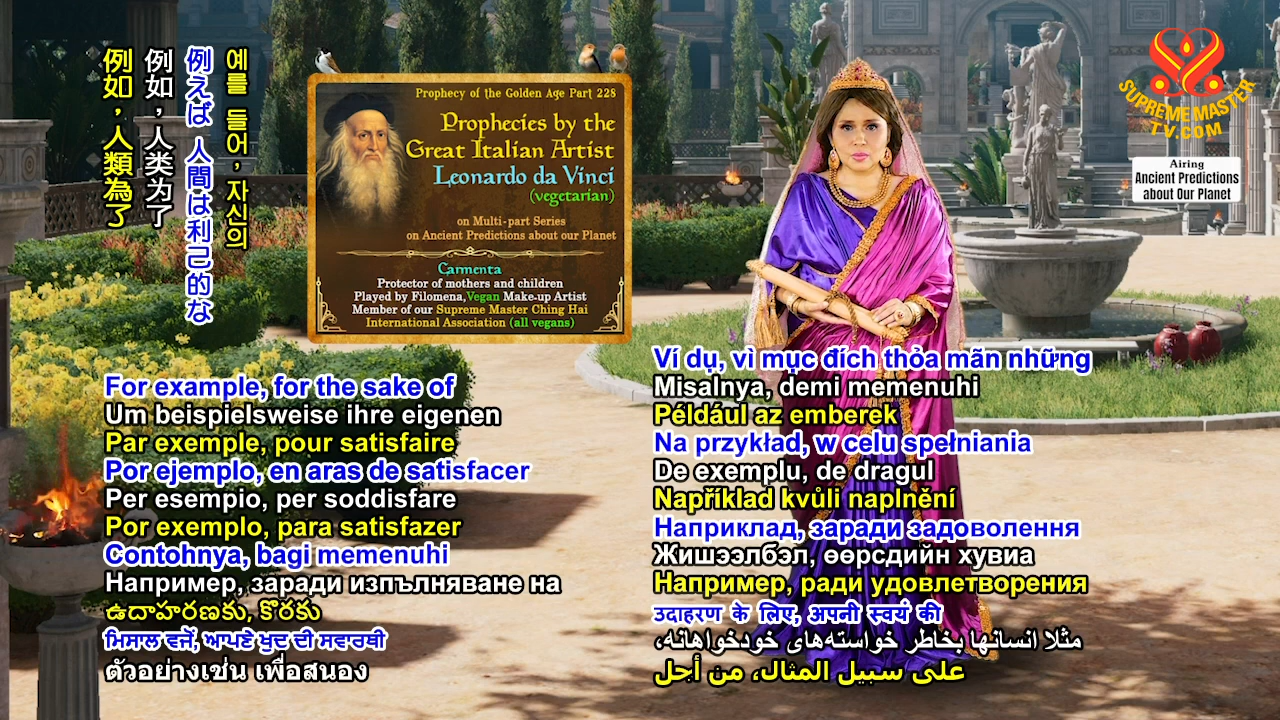 例如，人類為了
例如，人类为了
例えば 人間は利己的な
예를 들어, 자신의
Prophecy of the Golden Age Part 228
Prophecies by the
Great Italian Artist
Leonardo da Vinci
(vegetarian)
on Multi-part Series
on Ancient Predictions about our Planet
Carmenta
Protector of mothers and children
Played by Filomena,Vegan Make-up Artist
Member of our Supreme Master Ching Hai
International Association (all vegans)
SUPREME MASTER
TV.COM
Airing
Ancient Predictions
about Our Planet
For example, for the sake of
Um beispielsweise ihre eigenen
Par exemple, pour satisfaire
Por ejemplo, en aras de satisfacer
Per esempio, per soddisfare
Por exemplo, para satisfazer
Contohnya, bagi memenuhi
Например, заради изпълняване на
ఉదాహరణకు, కొరకు
ਮਿਸਾਲ ਵਜੋਂ, ਆਪਣੇ ਖੁਦ ਦੀ ਸਵਾਰਥੀ
ตัวอย่างเช่น เพื่อสนอง
Ví dụ, vì mục đích thỏa mãn những
Misalnya, demi memenuhi
Például az emberek
Na przykład, w celu spełniania
De exemplu, de dragul
Například kvůli naplnění
Наприклад, заради задоволення
Жишээлбэл, өөрсдийн хувиа
Например, ради удовлетворения
उदाहरण के लिए, अपनी स्वयं की
مثلا انسانها بخاطر خواسته‌های خودخواهانه،
على سبيل المثال، من أجل